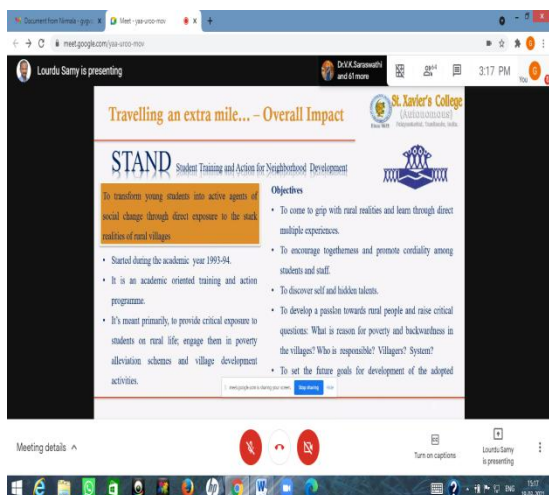 Document from Nirmala - gvgvc
Meet - yaa-uroo-mov
meet.google.com/yaa-uroo-mov
Lourdu Samy is presenting
Dr.V.K.Saraswathi
and 61 more
3:17 PM
You
Travelling an extra mile... – Overall Impact
St. Xavier's College
(Autonomous)
Palayamkottai, Tamilnadu, India.
STAND Student Training and Action for Neighborhood Development
To transform young students into active agents of
social change through direct exposure to the stark
realities of rural villages
• Started during the academic year 1993-94.
• It is an academic oriented training and action
programme.
• It's meant primarily, to provide critical exposure to
students on rural life; engage them in poverty
alleviation schemes and village development
activities.
Objectives
• To come to grip with rural realities and learn through direct
multiple experiences.
• To encourage togetherness and promote cordiality among
students and staff.
• To discover self and hidden talents.
• To develop a passion towards rural people and raise critical
questions: What is reason for poverty and backwardness in
the villages? Who is responsible? Villagers? System?
• To set the future goals for development of the adopted
meet.google.com is sharing your screen. Stop sharing Hide
Meeting details
Turn on captions
Lourdu Samy
is presenting
ENG
15:17